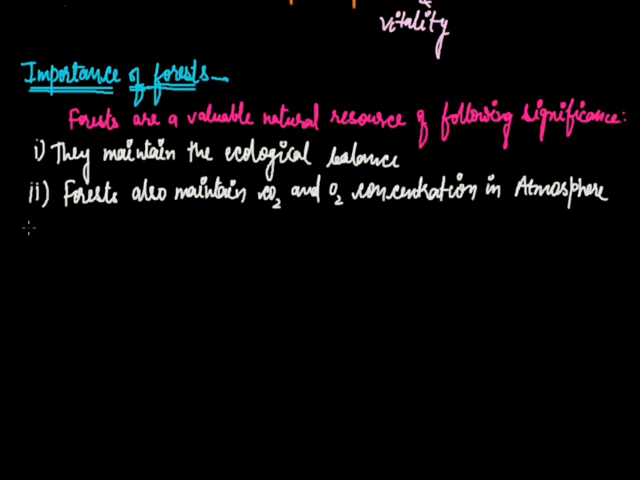 vitality
Importance of forests_
Forests are a valuable natural resource of following significance:
i) They maintain the ecological balance
ii) Forests also maintain CO₂ and O₂ concentration in Atmosphere